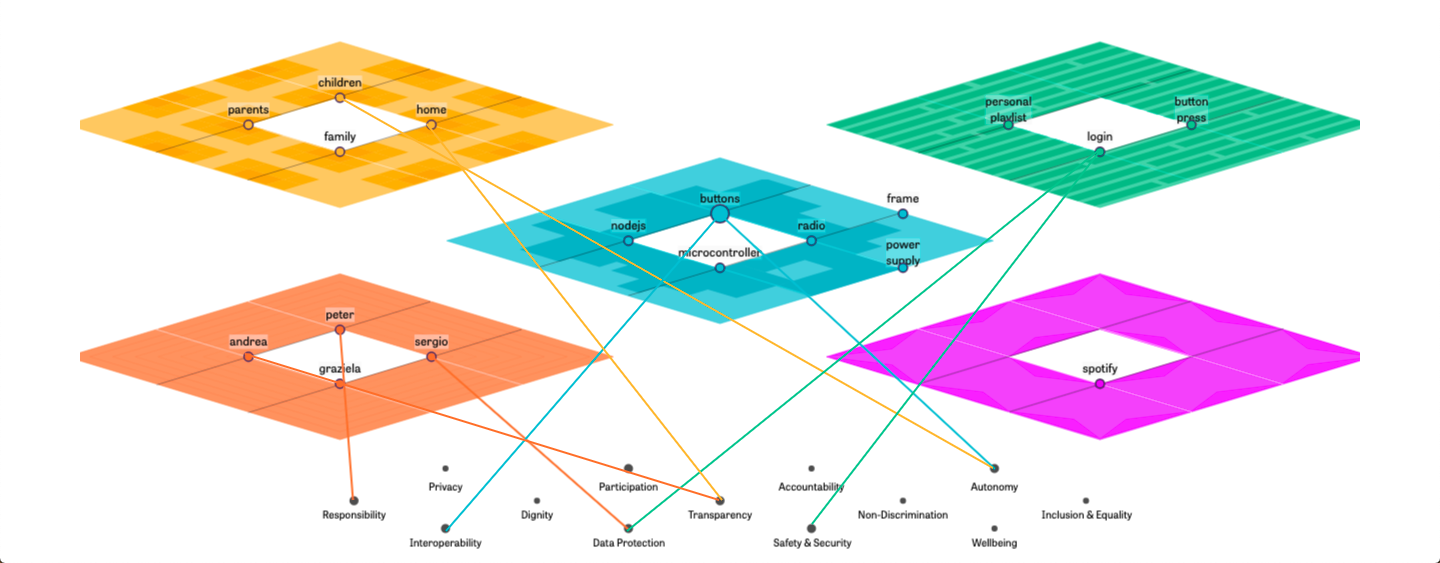 children
parents
home
family
personal
playlist
button
press
login
buttons
frame
nodejs
radio
power
supply
microcontroller
peter
andrea
sergio
graziela
spotify
Privacy
Participation
Accountability
Autonomy
Responsibility
Dignity
Transparency
Non-Discrimination
Inclusion & Equality
Interoperability
Data Protection
Safety & Security
Wellbeing